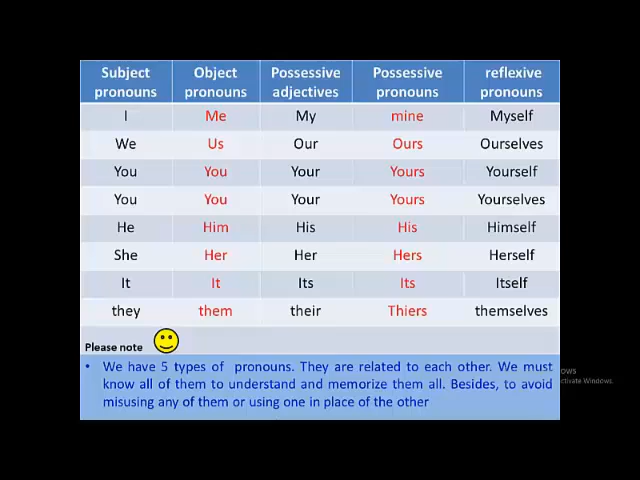 Subject pronouns Object pronouns Possessive adjectives Possessive pronouns reflexive pronouns
I Me My mine Myself
We Us Our Ours Ourselves
You You Your Yours Yourself
You You Your Yours Yourselves
He Him His His Himself
She Her Her Hers Herself
It It Its Its Itself
they them their Thiers themselves
Please note
• We have 5 types of pronouns. They are related to each other. We must
know all of them to understand and memorize them all. Besides, to avoid
misusing any of them or using one in place of the other
ows
ctivate Windows.